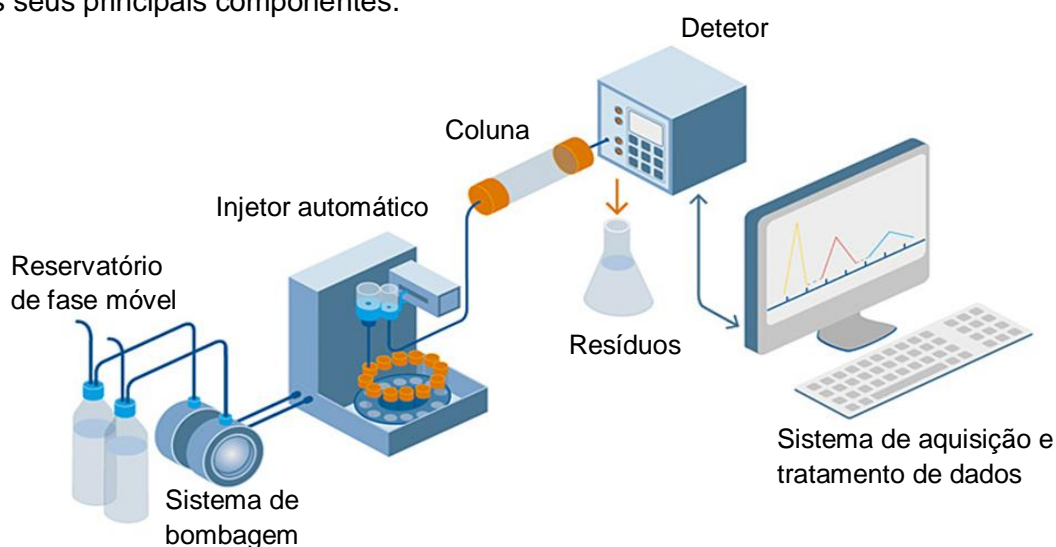 s seus principais componentes.
Detetor
Coluna
Injetor automático
Reservatório
de fase móvel
Resíduos
Sistema de aquisição e
tratamento de dados
Sistema de
bombagem